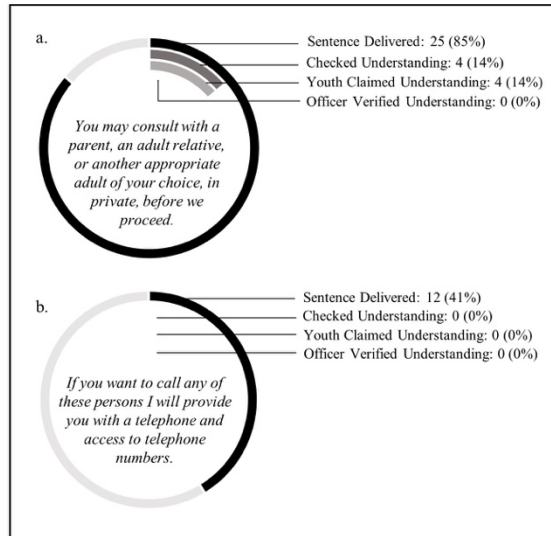 a.
Sentence Delivered: 25 (85%)
Checked Understanding: 4 (14%)
Youth Claimed Understanding: 4 (14%)
Officer Verified Understanding: 0 (0%)
You may consult with a
parent, an adult relative,
or another appropriate
adult of your choice, in
private, before we
proceed.
b.
Sentence Delivered: 12 (41%)
Checked Understanding: 0 (0%)
Youth Claimed Understanding: 0 (0%)
Officer Verified Understanding: 0 (0%)
If you want to call any of
these persons I will provide
you with a telephone and
access to telephone
numbers.